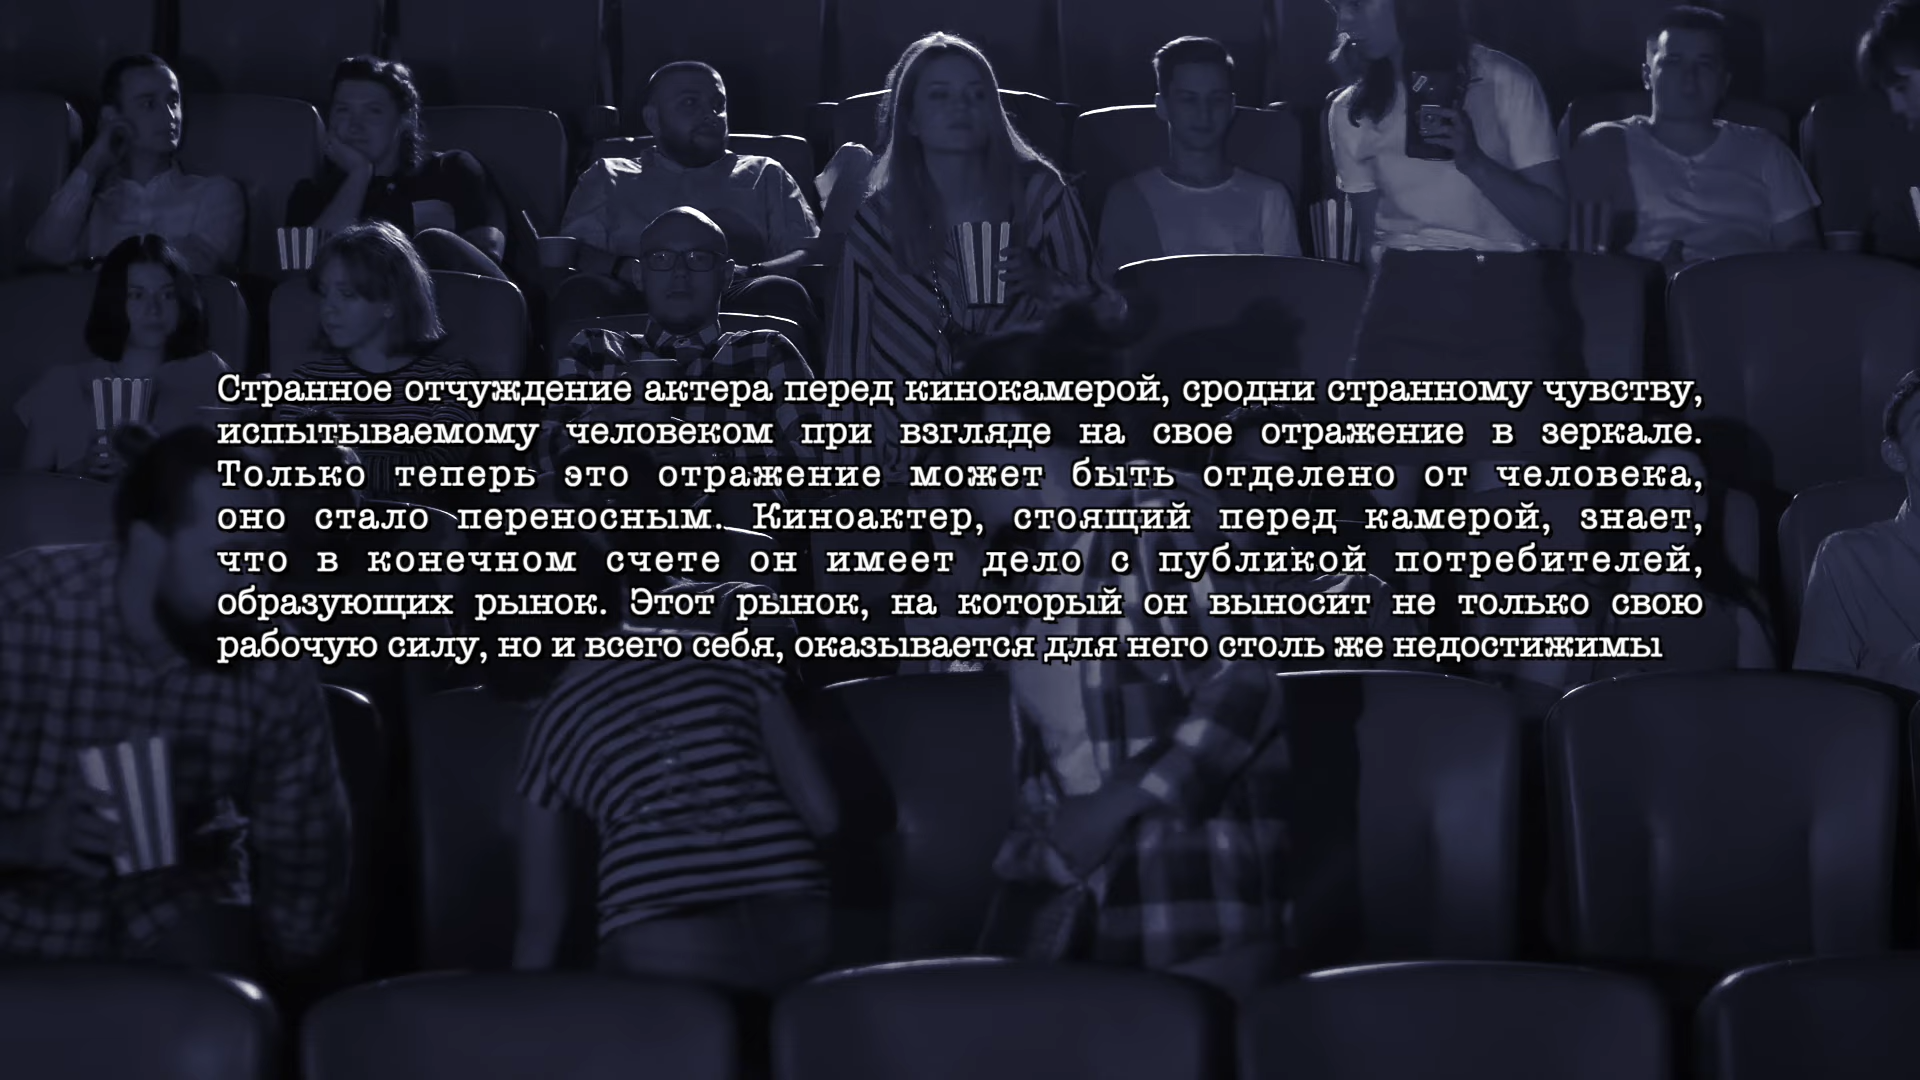 Странное отчуждение актера перед кинокамерой, сродни странному чувству,
испытываемому человеком при взгляде на свое отражение в зеркале.
Только теперь это отражение может быть отделено от человека,
оно стало переносным. Киноактер, стоящий перед камерой, знает,
что в конечном счете он имеет дело с публикой потребителей,
образующих рынок. Этот рынок, на который он выносит не только свою
рабочую силу, но и всего себя, оказывается для него столь же недостижимы